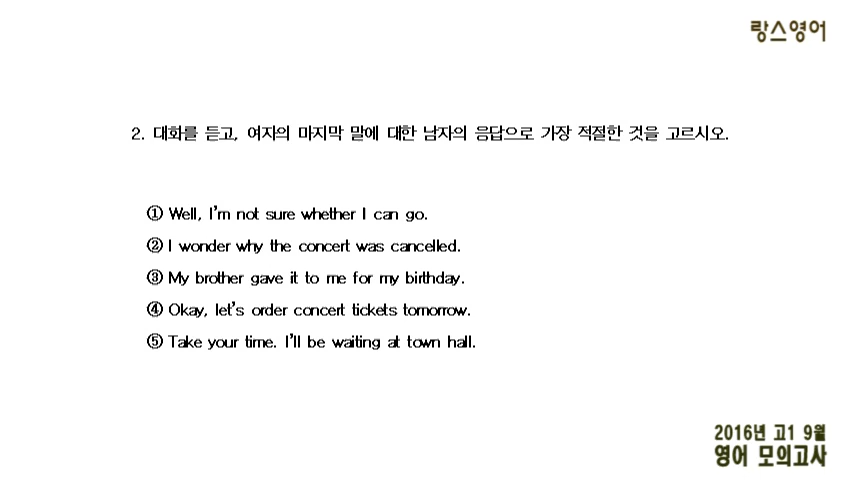 랑스영어
2. 대화를 듣고, 여자의 마지막 말에 대한 남자의 응답으로 가장 적절한 것을 고르시오.
① Well, I'm not sure whether I can go.
② I wonder why the concert was cancelled.
③ My brother gave it to me for my birthday.
④ Okay, let's order concert tickets tomorrow.
⑤ Take your time. I'll be waiting at town hall.
2016년 고1 9월
영어 모의고사